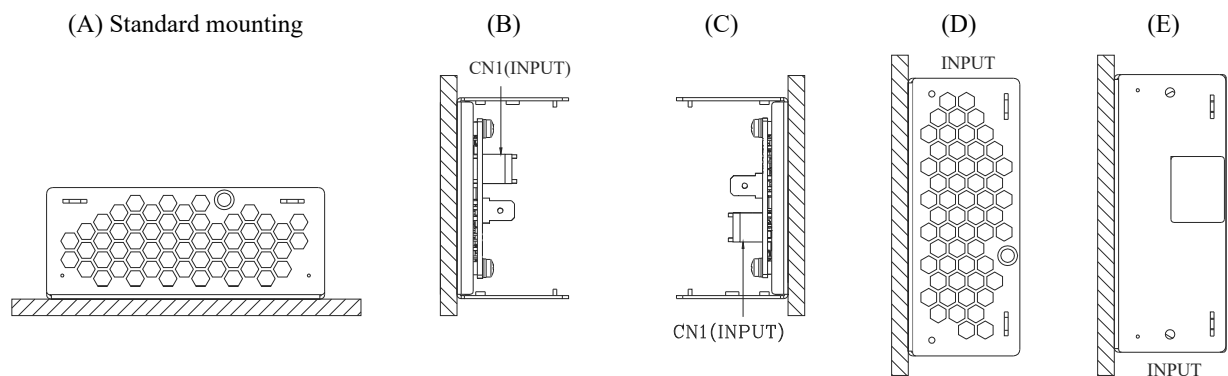 (A) Standard mounting
(B)
(C)
(D)
(E)
CN1(INPUT)
CN1(INPUT)
INPUT
INPUT